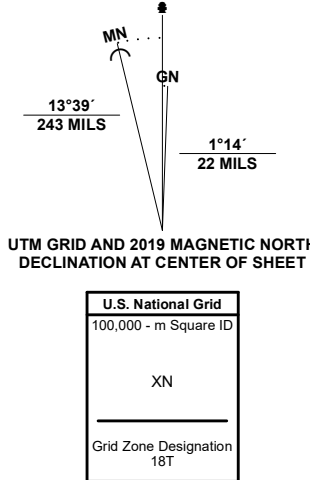 MN
GN
13°39´
243 MILS
1°14´
22 MILS
UTM GRID AND 2019 MAGNETIC NORTH
DECLINATION AT CENTER OF SHEET
U.S. National Grid
100,000 - m Square ID
XN
Grid Zone Designation
18T